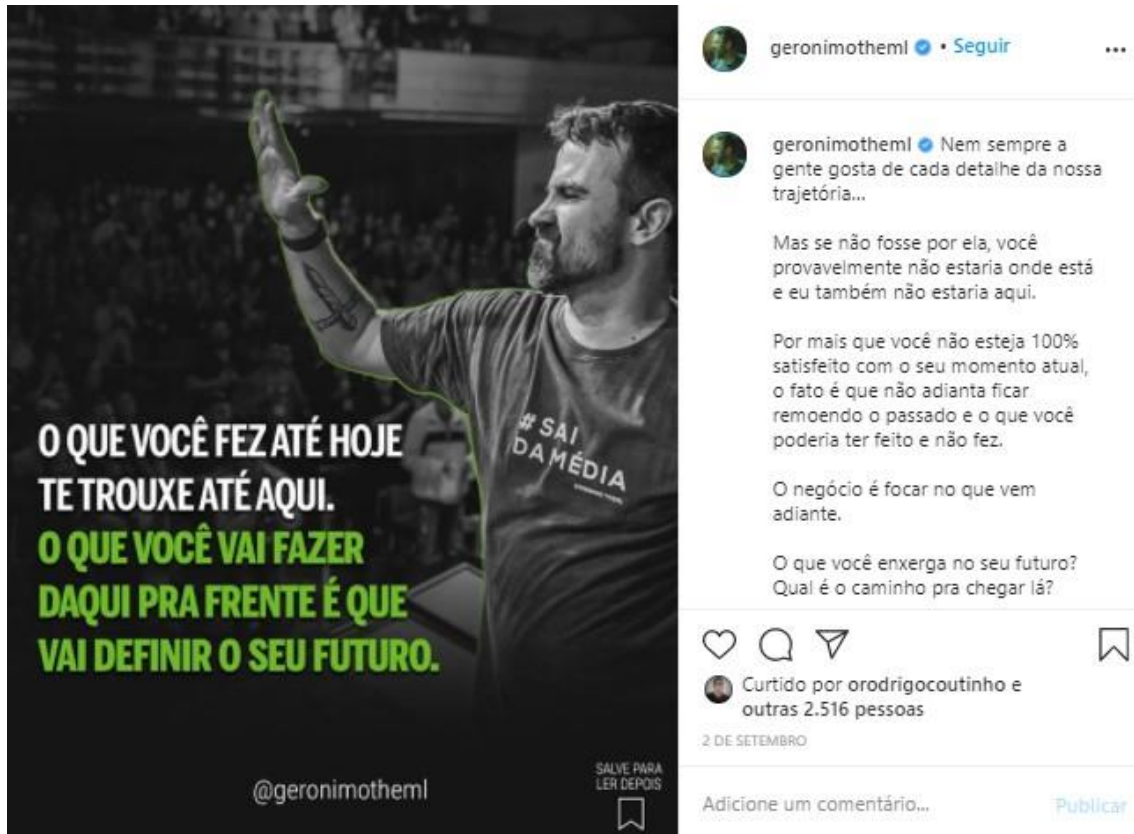 # SAI
DA MÉDIA
O QUE VOCÊ FEZ ATÉ HOJE
TE TROUXE ATÉ AQUI.
O QUE VOCÊ VAI FAZER
DAQUI PRA FRENTE É QUE
VAI DEFINIR O SEU FUTURO.
@geronimotheml
SALVE PARA
LER DEPOIS
geronimotheml • Seguir
geronimotheml Nem sempre a
gente gosta de cada detalhe da nossa
trajetória...
Mas se não fosse por ela, você
provavelmente não estaria onde está
e eu também não estaria aqui.
Por mais que você não esteja 100%
satisfeito com o seu momento atual,
o fato é que não adianta ficar
remoendo o passado e o que você
poderia ter feito e não fez.
O negócio é focar no que vem
adiante.
O que você enxerga no seu futuro?
Qual é o caminho pra chegar lá?
Curtido por orodrigocoutinho e
outras 2.516 pessoas
2 DE SETEMBRO
Adicione um comentário...
Publicar